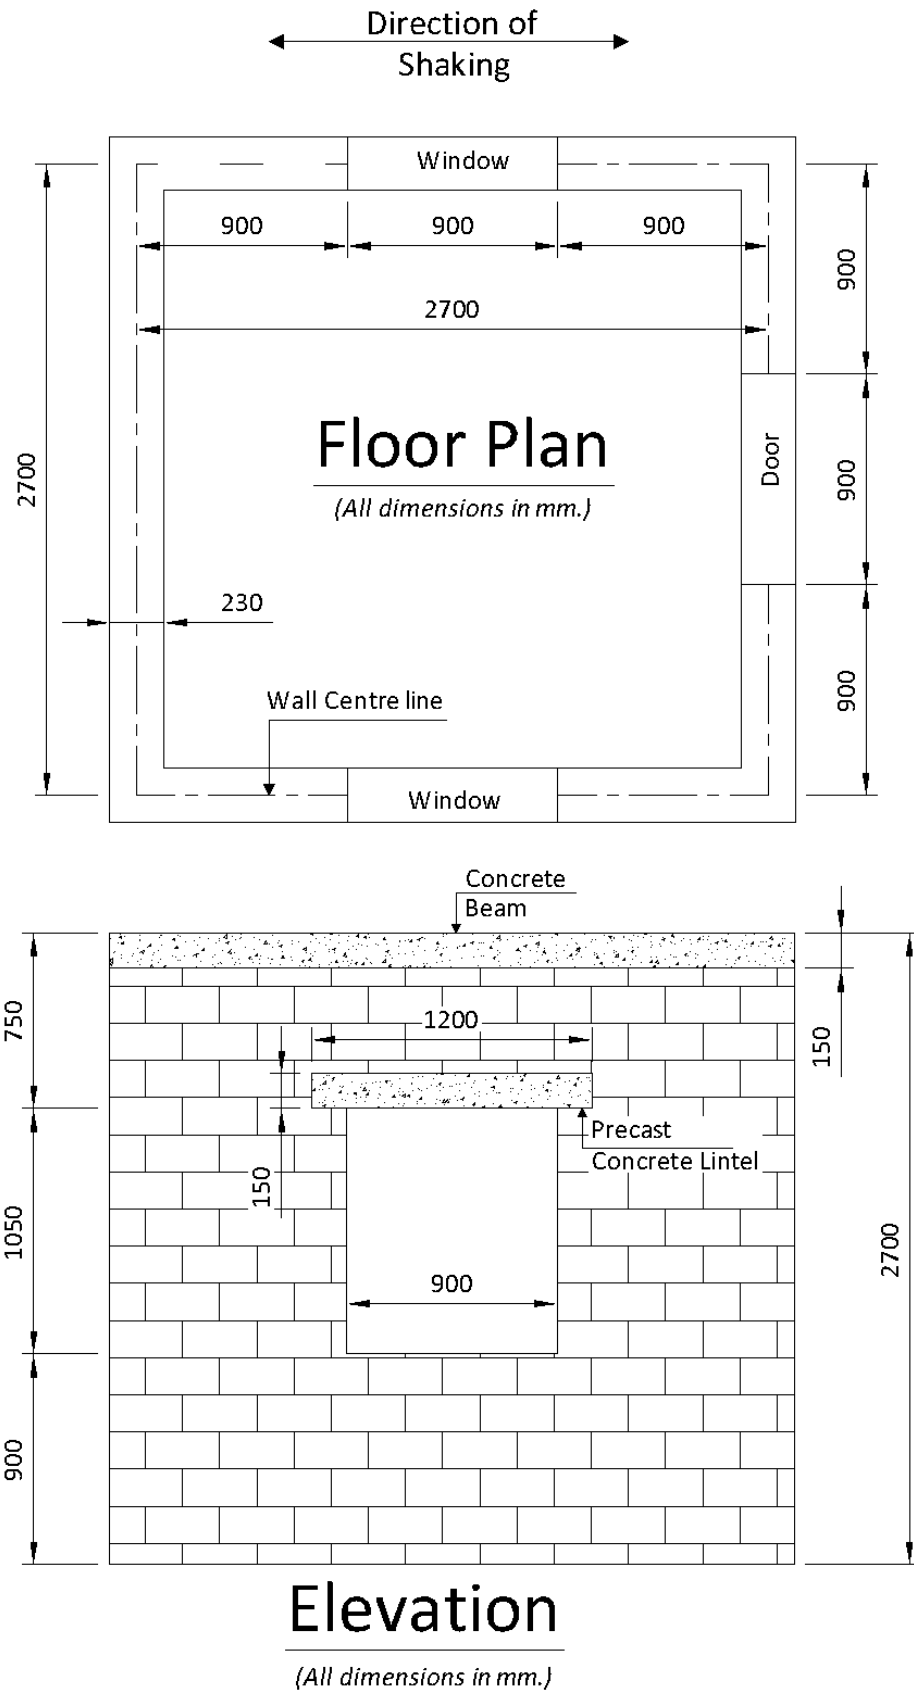 Direction of
Shaking
Window
900
900
900
900
2700
Floor Plan
(All dimensions in mm.)
Door
900
2700
230
900
Wall Centre line
Window
Concrete
Beam
750
1200
150
Precast
Concrete Lintel
150
1050
2700
900
900
Elevation
(All dimensions in mm.)